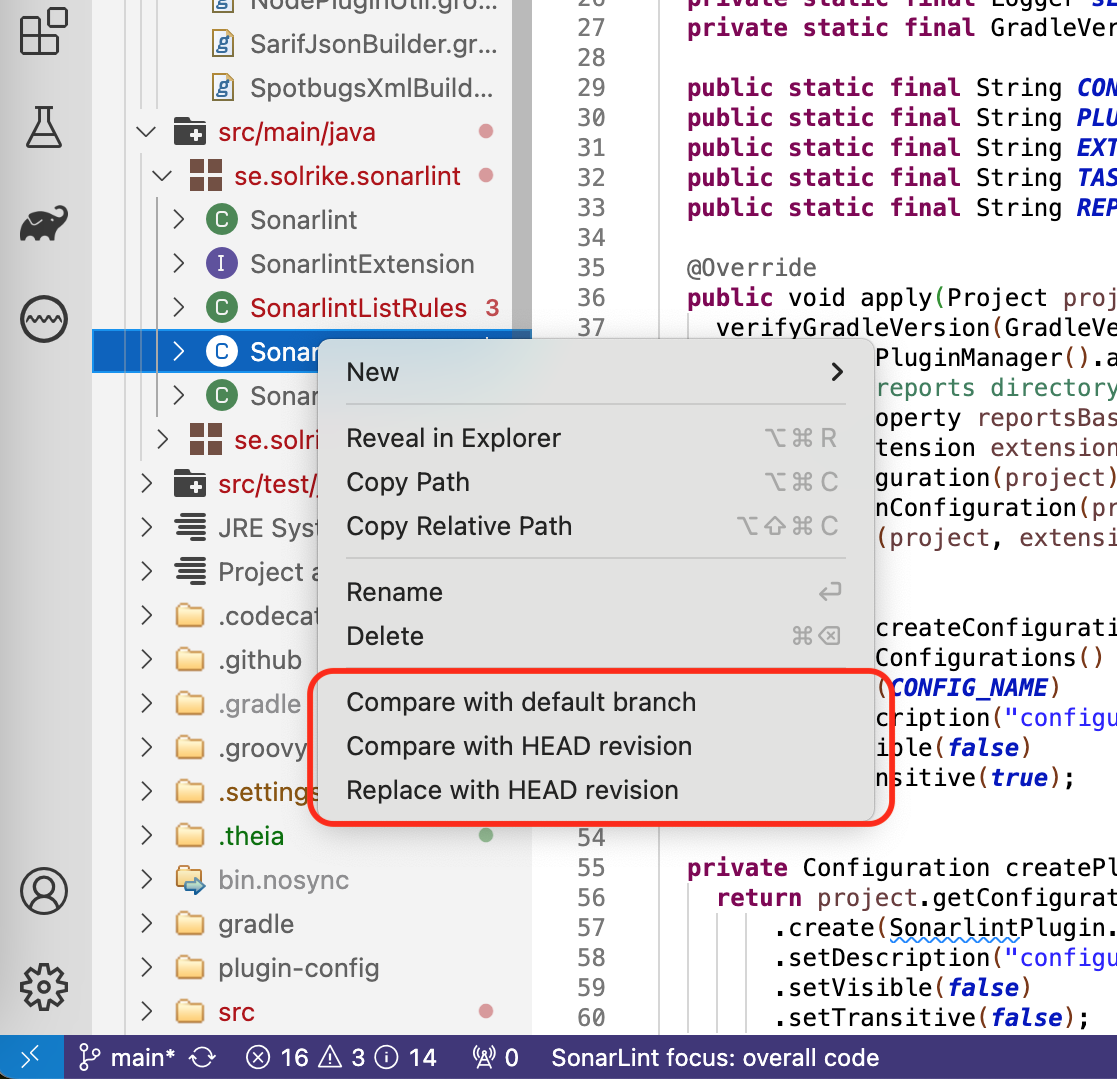 NodePluginUtil.gro...
SarifJsonBuilder.gr...
SpotbugsXmlBuild...
src/main/java
se.solrike.sonarlint
C Sonarlint
I SonarlintExtension
C SonarlintListRules 3
C Sonar
C Sonar
se.solri
src/test/
JRE Syst
Project a
.codecat
.github
.gradle
.groovy
.settings
.theia
bin.nosync
gradle
plugin-config
src
New
Reveal in Explorer ⌥⌘R
Copy Path ⌥⌘C
Copy Relative Path ⌥⇧⌘C
Rename ⏎
Delete ⌘⌫
Compare with default branch
Compare with HEAD revision
Replace with HEAD revision
26 private static final Logger
27 private static final GradleVer
28
29 public static final String CON
30 public static final String PLU
31 public static final String EXT
32 public static final String TAS
33 public static final String REP
34
35 @Override
36 public void apply(Project proj
37 verifyGradleVersion(GradleVe
PluginManager().a
reports directory
operty reportsBas
tension extension
guration(project)
nConfiguration(pr
(project, extensi
createConfigurati
Configurations()
(CONFIG_NAME)
cription("configu
ible(false)
nsitive(true);
54
55 private Configuration createPl
56 return project.getConfigurat
57 .create(SonarlintPlugin.
58 .setDescription("configu
59 .setVisible(false)
60 .setTransitive(false);
main* 16 3 14 0 SonarLint focus: overall code